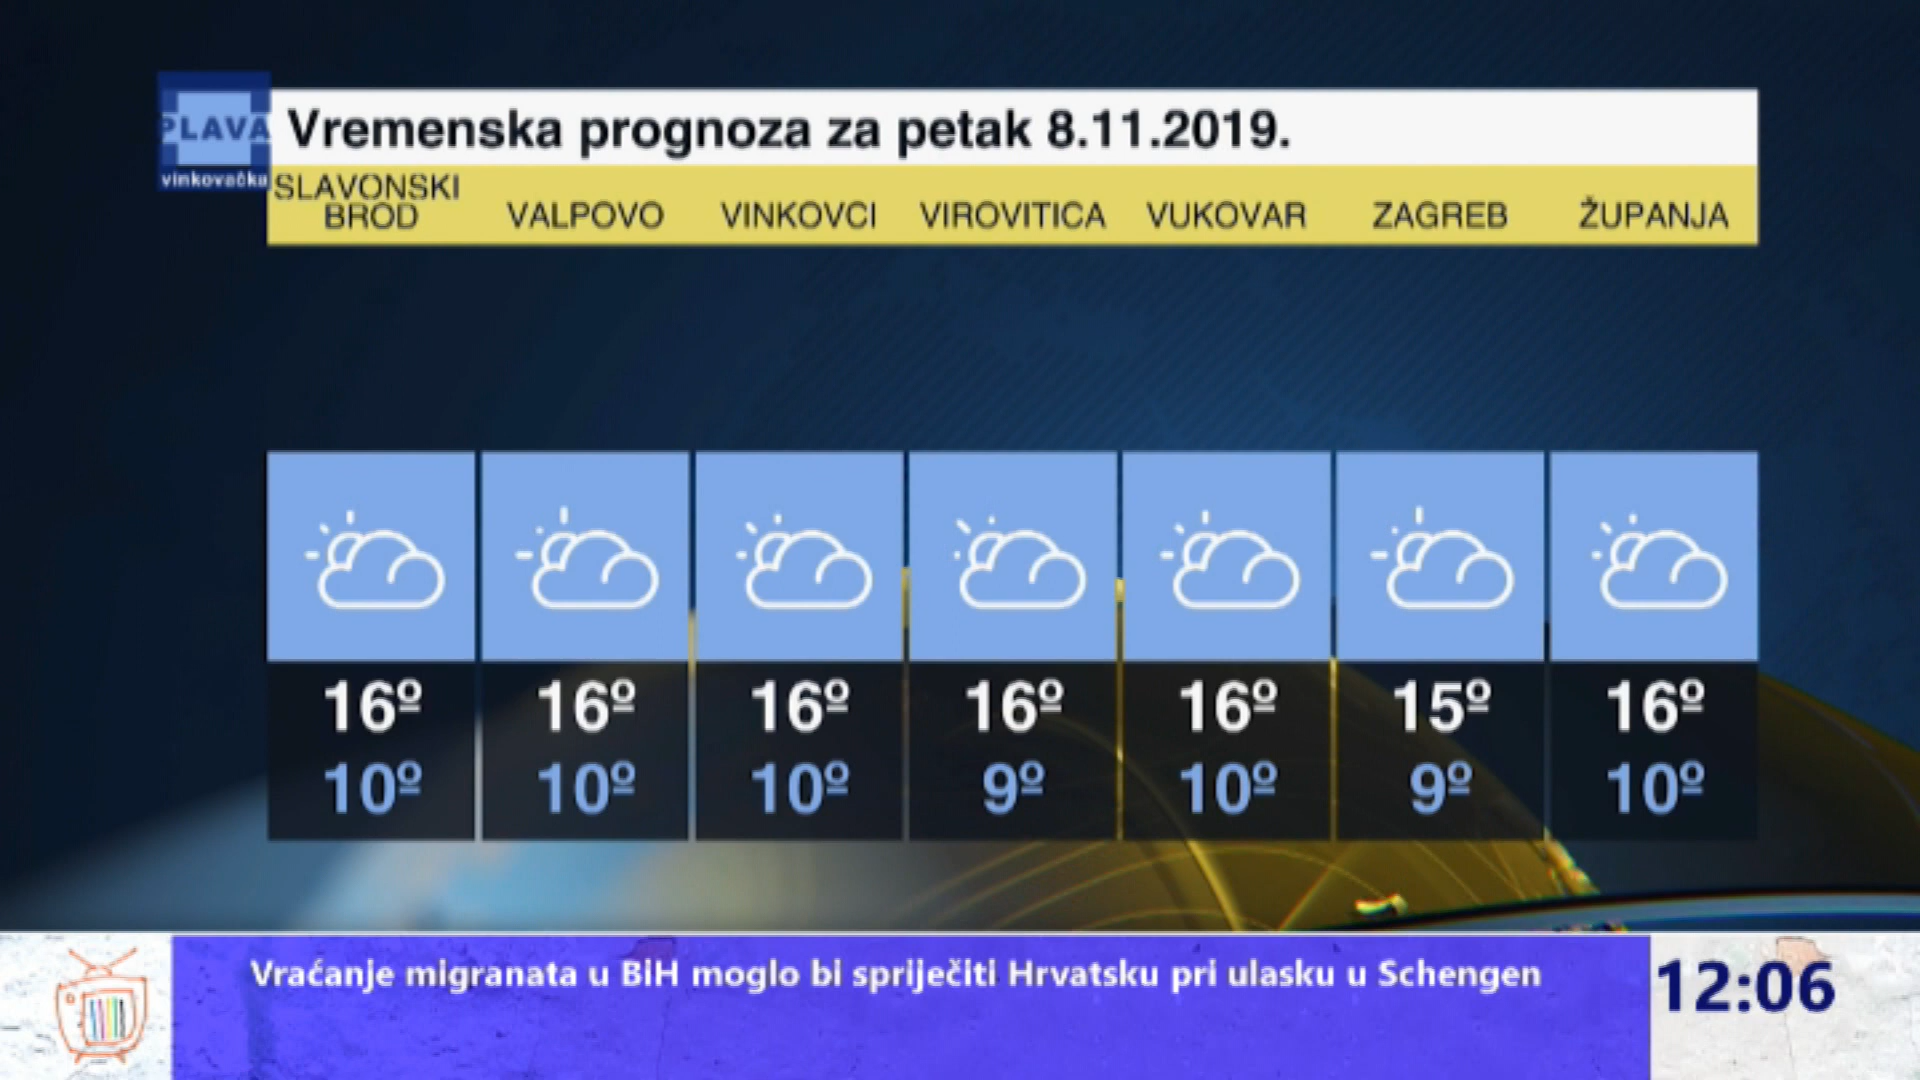 PLAVA
vinkovačka
Vremenska prognoza za petak 8.11.2019.
SLAVONSKI
BROD
VALPOVO
VINKOVCI
VIROVITICA
VUKOVAR
ZAGREB
ŽUPANJA
16º
16º
16º
16º
16º
15º
16º
10º
10º
10º
9º
10º
9º
10º
Vraćanje migranata u BiH moglo bi spriječiti Hrvatsku pri ulasku u Schengen
12:06